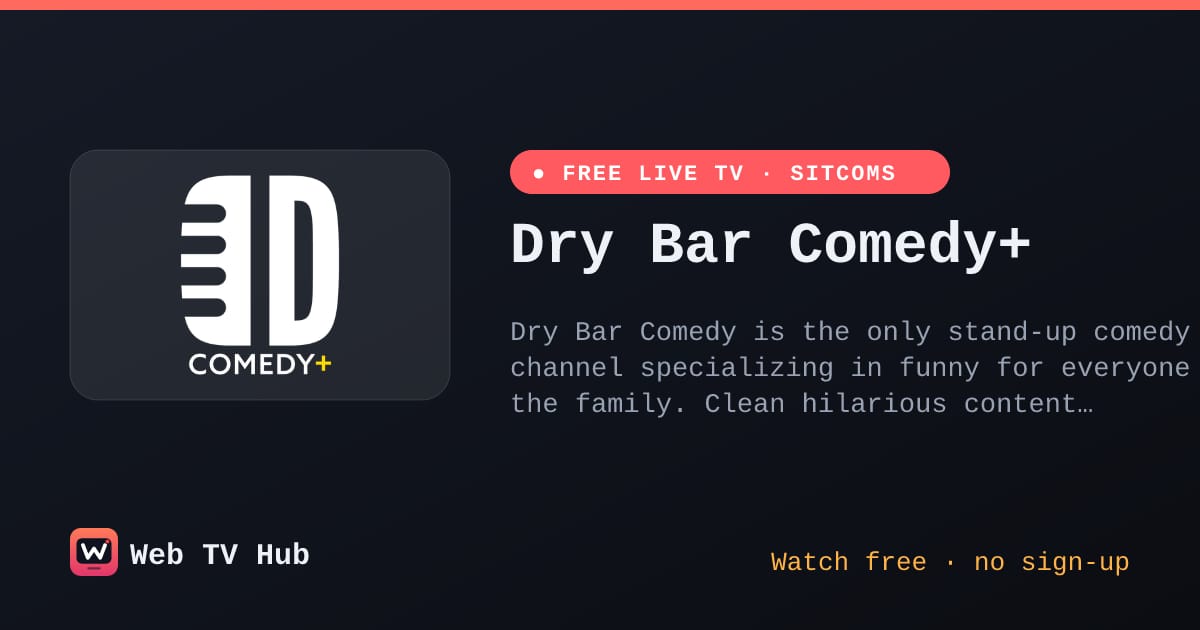 COMEDY+
● FREE LIVE TV · SITCOMS
Dry Bar Comedy+
Dry Bar Comedy is the only stand-up comedy
channel specializing in funny for everyone
the family. Clean hilarious content…
W
Web TV Hub
Watch free · no sign-up